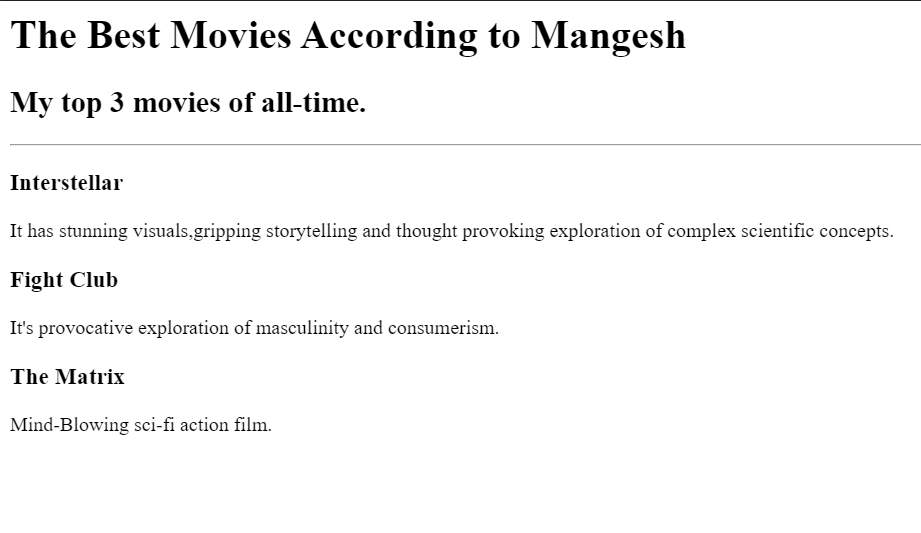 The Best Movies According to Mangesh
My top 3 movies of all-time.
Interstellar
It has stunning visuals,gripping storytelling and thought provoking exploration of complex scientific concepts.
Fight Club
It's provocative exploration of masculinity and consumerism.
The Matrix
Mind-Blowing sci-fi action film.